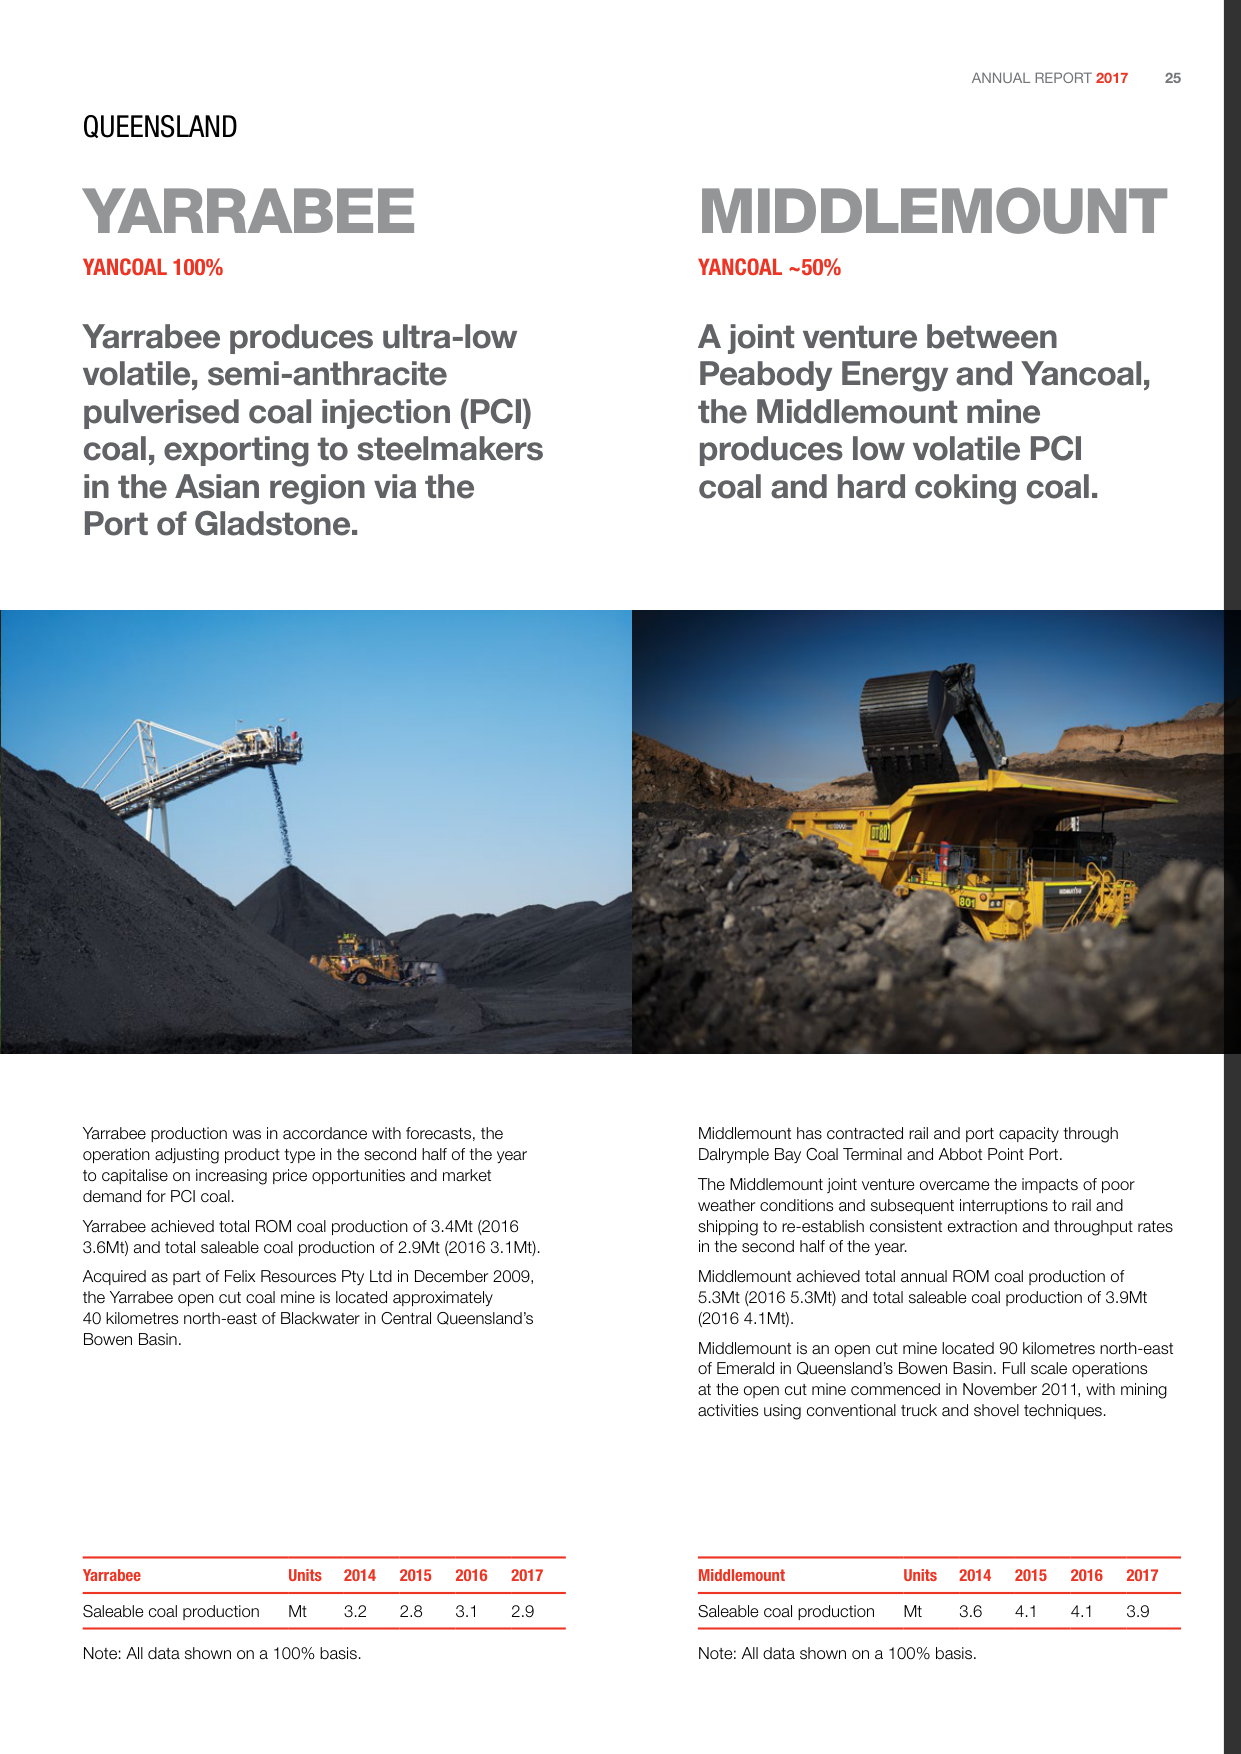 ANNUAL REPORT 2017 25
QUEENSLAND
YARRABEE
YANCOAL 100%
Yarrabee produces ultra-low
volatile, semi-anthracite
pulverised coal injection (PCI)
coal, exporting to steelmakers
in the Asian region via the
Port of Gladstone.
MIDDLEMOUNT
YANCOAL ~50%
A joint venture between
Peabody Energy and Yancoal,
the Middlemount mine
produces low volatile PCI
coal and hard coking coal.
801
KOMATSU
801
Yarrabee production was in accordance with forecasts, the
operation adjusting product type in the second half of the year
to capitalise on increasing price opportunities and market
demand for PCI coal.
Yarrabee achieved total ROM coal production of 3.4Mt (2016
3.6Mt) and total saleable coal production of 2.9Mt (2016 3.1Mt).
Acquired as part of Felix Resources Pty Ltd in December 2009,
the Yarrabee open cut coal mine is located approximately
40 kilometres north-east of Blackwater in Central Queensland's
Bowen Basin.
Middlemount has contracted rail and port capacity through
Dalrymple Bay Coal Terminal and Abbot Point Port.
The Middlemount joint venture overcame the impacts of poor
weather conditions and subsequent interruptions to rail and
shipping to re-establish consistent extraction and throughput rates
in the second half of the year.
Middlemount achieved total annual ROM coal production of
5.3Mt (2016 5.3Mt) and total saleable coal production of 3.9Mt
(2016 4.1Mt).
Middlemount is an open cut mine located 90 kilometres north-east
of Emerald in Queensland's Bowen Basin. Full scale operations
at the open cut mine commenced in November 2011, with mining
activities using conventional truck and shovel techniques.
Yarrabee Units 2014 2015 2016 2017
Saleable coal production Mt 3.2 2.8 3.1 2.9
Note: All data shown on a 100% basis.
Middlemount Units 2014 2015 2016 2017
Saleable coal production Mt 3.6 4.1 4.1 3.9
Note: All data shown on a 100% basis.